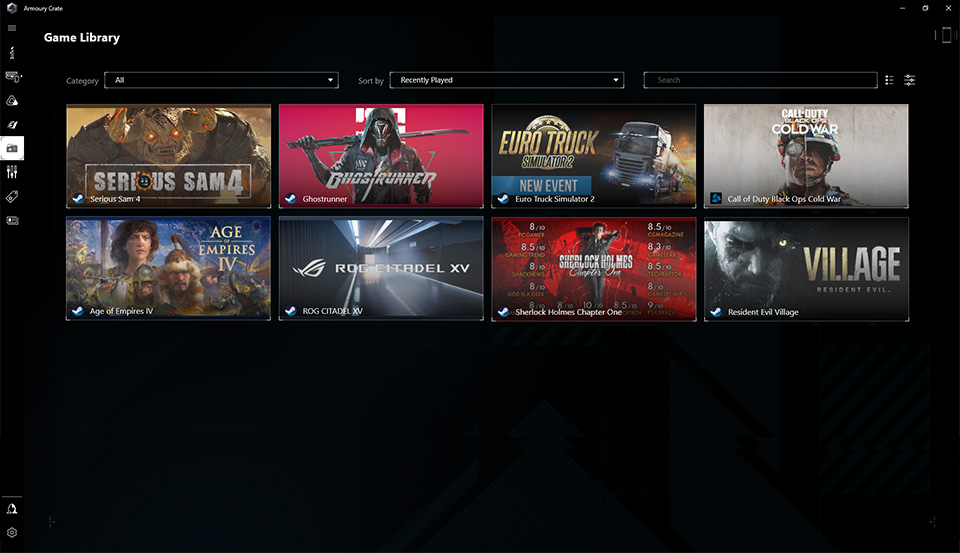 Armoury Crate
Game Library
Category
All
Sort by
Recently Played
Search
SERIOUS SAM 4
Serious Sam 4
GHOSTRUNNER
Ghostrunner
EURO TRUCK
SIMULATOR 2
NEW EVENT
Euro Truck Simulator 2
CALL OF DUTY
BLACK OPS
COLD WAR
Call of Duty Black Ops Cold War
AGE
OF
EMPIRES
IV
Age of Empires IV
ROG CITADEL XV
ROG CITADEL XV
8/10
PC GAMER
8/10
GAMING TREND
8/10
SHACKNEWS
8/10
GOD IS A GEEK
8.5/10
CGMAGAZINE
8.3/10
GAMESTAR
8.5/10
TECHRAPTOR
8/10
SHERLOCK HOLMES
Chapter One
8/10
8/10
10/10
8.5/10
9/10
Sherlock Holmes Chapter One
VILLAGE
RESIDENT EVIL
Resident Evil Village